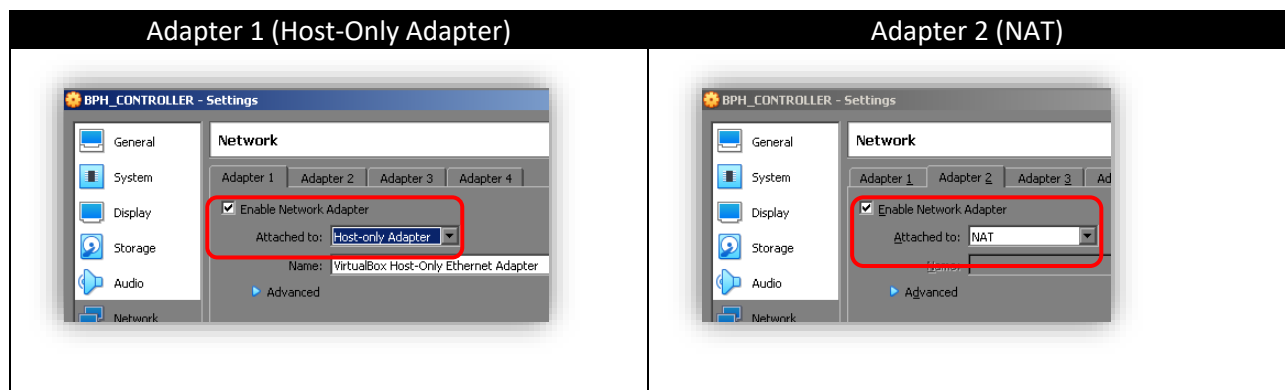 Adapter 1 (Host-Only Adapter)
BPH_CONTROLLER - Settings
General
System
Display
Storage
Audio
Network
Network
Adapter 1 Adapter 2 Adapter 3 Adapter 4
Enable Network Adapter
Attached to: Host-only Adapter
Name: VirtualBox Host-Only Ethernet Adapter
Advanced
Adapter 2 (NAT)
BPH_CONTROLLER - Settings
General
System
Display
Storage
Audio
Network
Network
Adapter 1 Adapter 2 Adapter 3 Ad
Enable Network Adapter
Attached to: NAT
Name:
Advanced